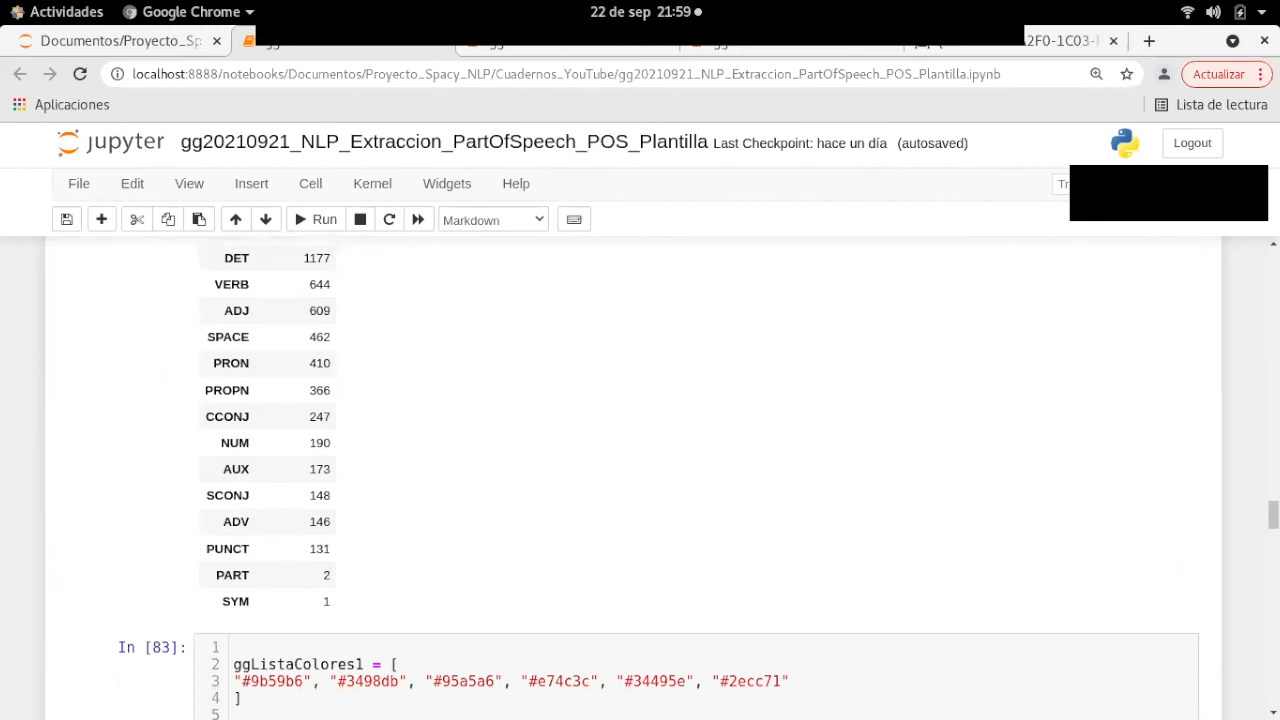 Actividades Google Chrome 22 de sep 21:59
Documentos/Proyecto_Sp
2F0-1C03-
localhost:8888/notebooks/Documentos/Proyecto_Spacy_NLP/Cuadernos_YouTube/gg20210921_NLP_Extraccion_PartOfSpeech_POS_Plantilla.ipynb Actualizar
Aplicaciones Lista de lectura
jupyter gg20210921_NLP_Extraccion_PartOfSpeech_POS_Plantilla Last Checkpoint: hace un día (autosaved) Logout
File Edit View Insert Cell Kernel Widgets Help Tr
Run Markdown
DET 1177
VERB 644
ADJ 609
SPACE 462
PRON 410
PROPN 366
CCONJ 247
NUM 190
AUX 173
SCONJ 148
ADV 146
PUNCT 131
PART 2
SYM 1
In [83]: 1
2 ggListaColores1 = [
3 "#9b59b6", "#3498db", "#95a5a6", "#e74c3c", "#34495e", "#2ecc71"
4 ]
5